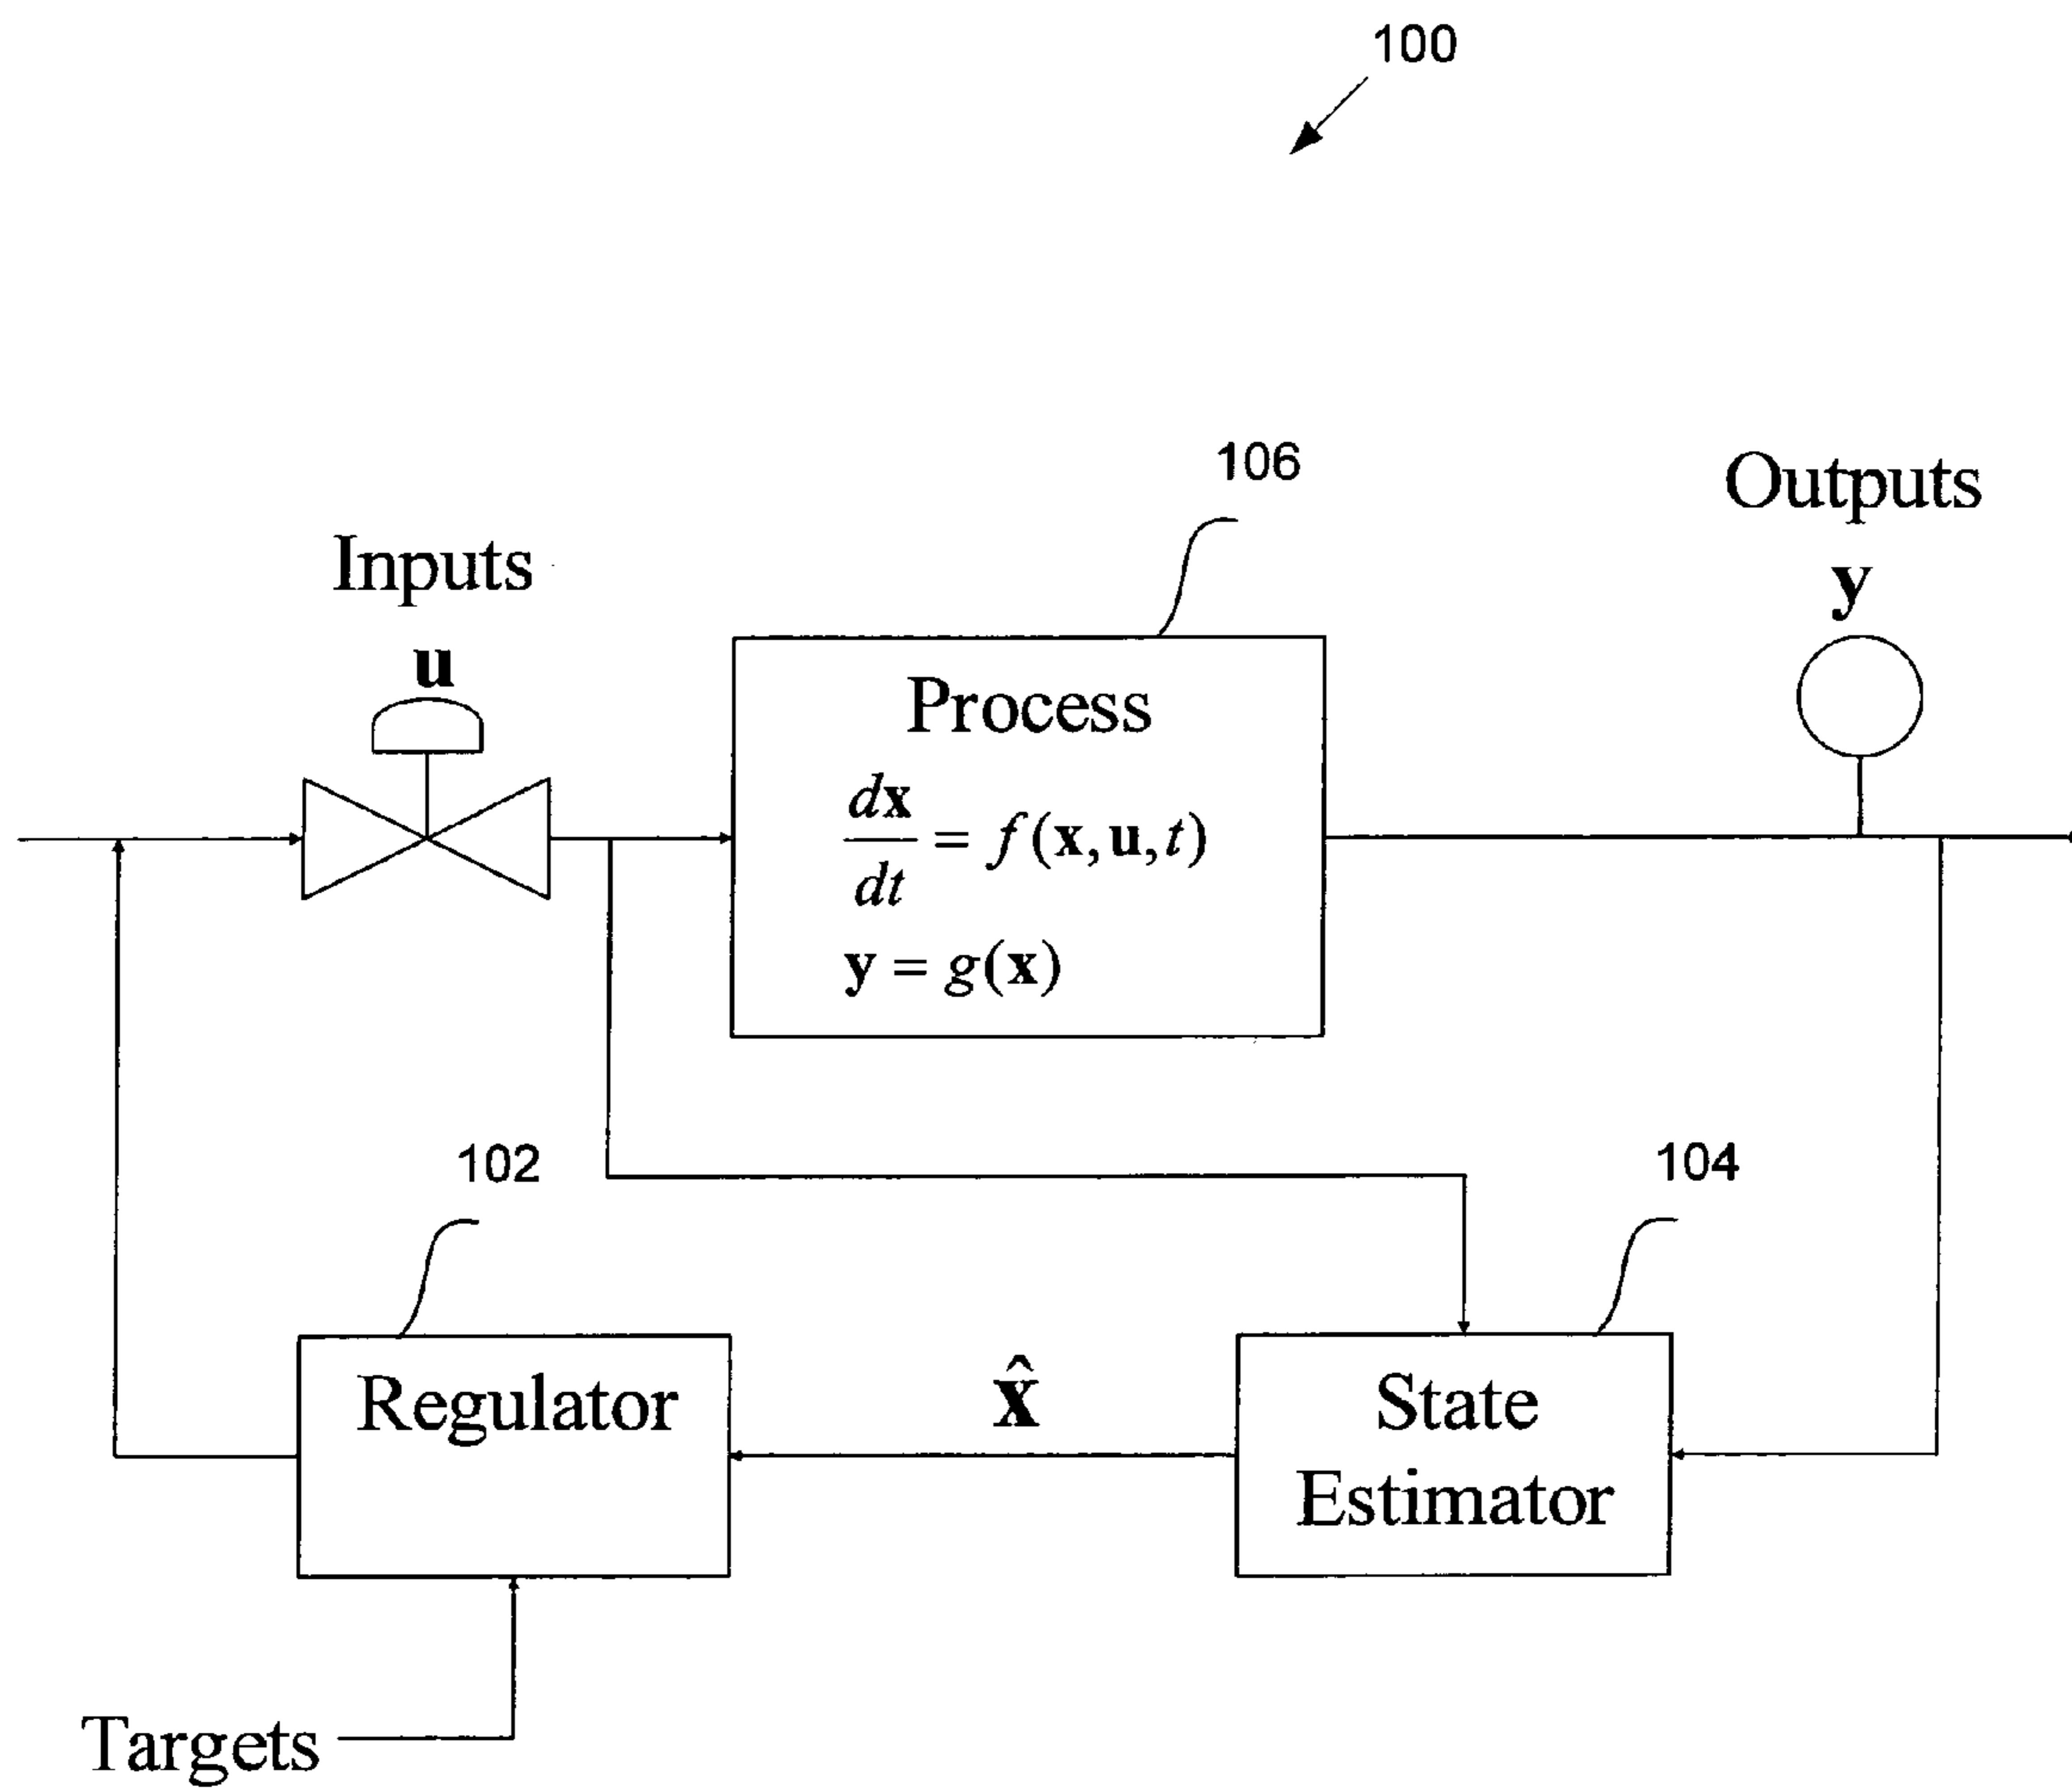 100
106
Outputs
y
Inputs
u
Process
dx/dt = f(x,u,t)
y = g(x)
102
104
Regulator
x̂
State
Estimator
Targets